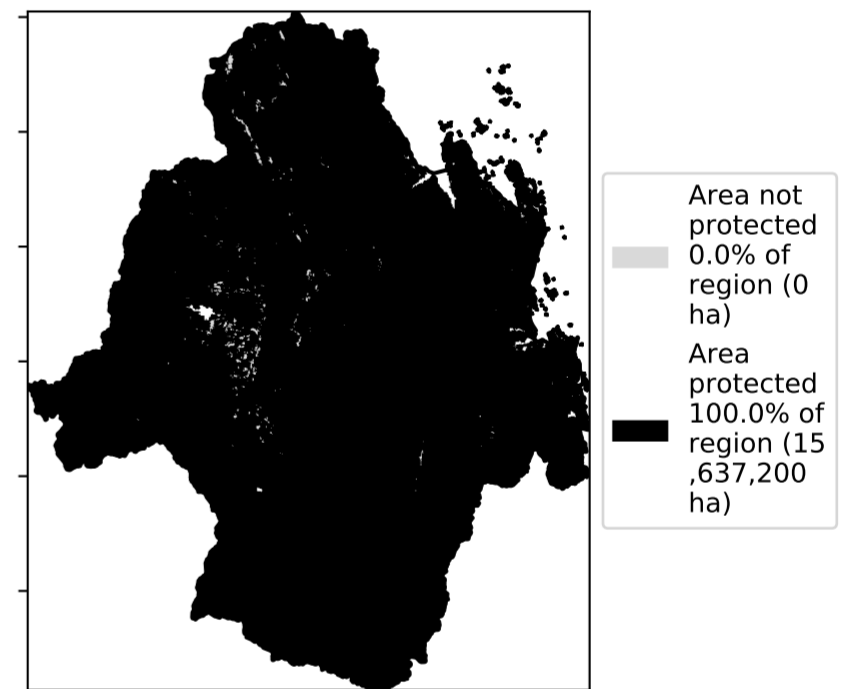 Area not
protected
0.0% of
region (0
ha)
Area
protected
100.0% of
region (15
,637,200
ha)